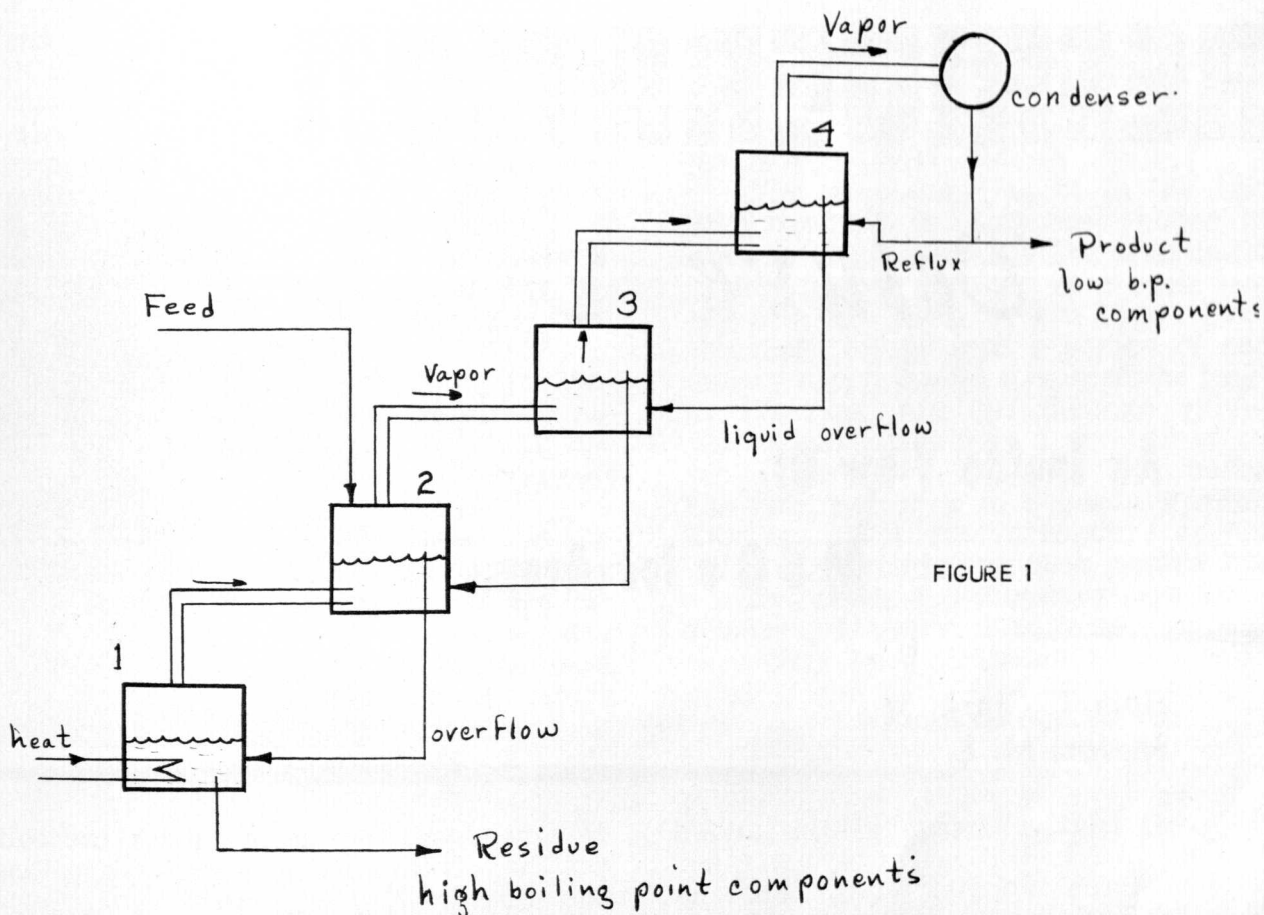 Vapor
condenser
4
Reflux
Product
low b.p.
components
Feed
3
Vapor
liquid overflow
2
FIGURE 1
1
heat
overflow
Residue
high boiling point components